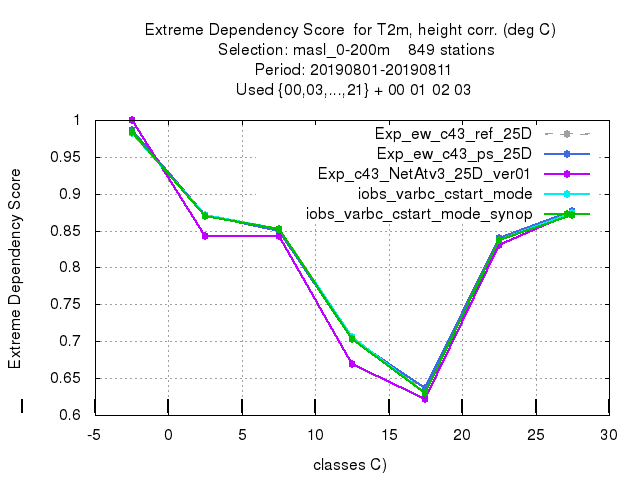 Extreme Dependency Score for T2m, height corr. (deg C)
Selection: masl_0-200m 849 stations
Period: 20190801-20190811
Used {00,03,...,21} + 00 01 02 03
Exp_ew_c43_ref_25D
Exp_ew_c43_ps_25D
Exp_c43_NetAtv3_25D_ver01
iobs_varbc_cstart_mode
iobs_varbc_cstart_mode_synop
Extreme Dependency Score
1
0.95
0.9
0.85
0.8
0.75
0.7
0.65
0.6
-5 0 5 10 15 20 25 30
classes C)